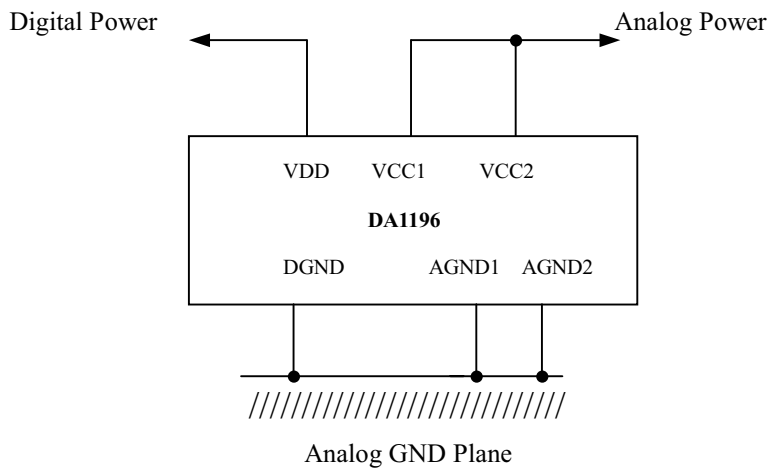 Digital Power Analog Power
VDD VCC1 VCC2
DA1196
DGND AGND1 AGND2
Analog GND Plane